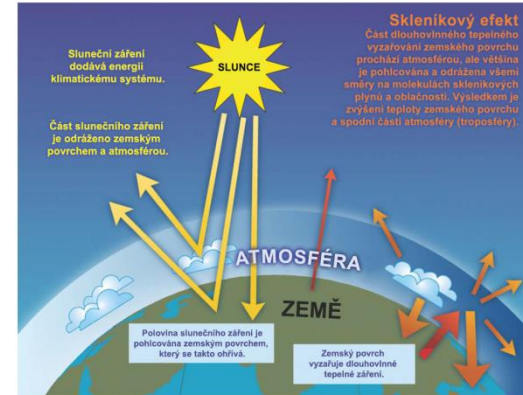 Skleníkový efekt
Část dlouhovlnného tepelného
vyzařování zemského povrchu
prochází atmosférou, ale většina
je pohlcována a odrážena všemi
směry na molekulách skleníkových
plynů a oblačnosti. Výsledkem je
zvýšení teploty zemského povrchu
a spodní části atmosféry (troposféry).
Sluneční záření
dodává energii
klimatickému systému.
SLUNCE
Část slunečního záření
je odráženo zemským
povrchem a atmosférou.
ATMOSFÉRA
ZEMĚ
Polovina slunečního záření je
pohlcována zemským povrchem,
který se takto ohřívá.
Zemský povrch
vyzařuje dlouhovlnné
tepelné záření.